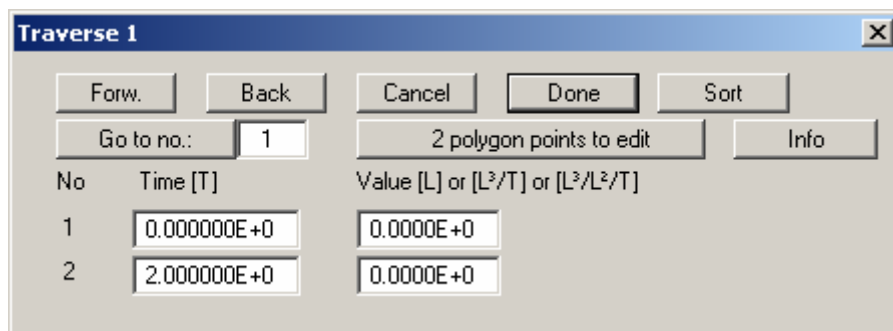 Traverse 1
Forw. Back Cancel Done Sort
Go to no.: 1 2 polygon points to edit Info
No Time [T] Value [L] or [L³/T] or [L³/L²/T]
1 0.000000E+0 0.0000E+0
2 2.000000E+0 0.0000E+0